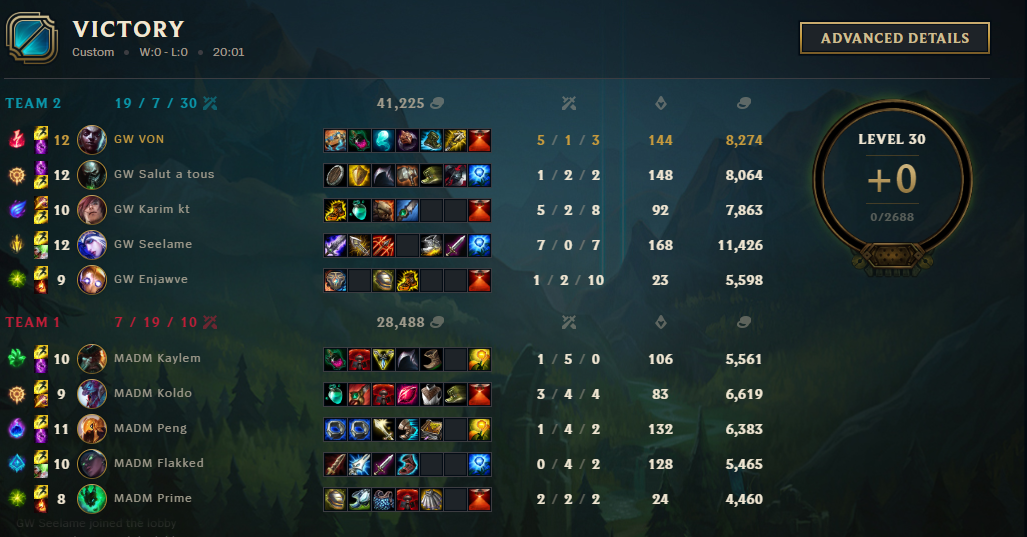 VICTORY
Custom • W:0 - L:0 • 20:01
ADVANCED DETAILS
TEAM 2 19 / 7 / 30 41,225
12 GW VON 5 / 1 / 3 144 8,274
12 GW Salut a tous 1 / 2 / 2 148 8,064
10 GW Karim kt 5 / 2 / 8 92 7,863
12 GW Seelame 7 / 0 / 7 168 11,426
9 GW Enjawve 1 / 2 / 10 23 5,598
LEVEL 30
+0
0/2688
TEAM 1 7 / 19 / 10 28,488
10 MADM Kaylem 1 / 5 / 0 106 5,561
9 MADM Koldo 3 / 4 / 4 83 6,619
11 MADM Peng 1 / 4 / 2 132 6,383
10 MADM Flakked 0 / 4 / 2 128 5,465
8 MADM Prime 2 / 2 / 2 24 4,460
GW Seelame joined the lobby